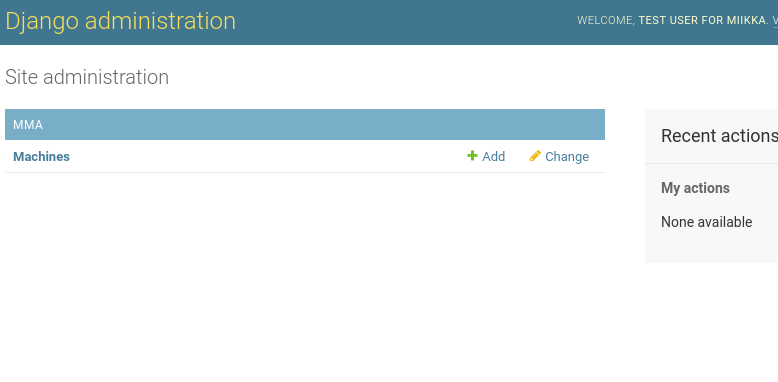 Django administration
WELCOME, TEST USER FOR MIIKKA.
Site administration
MMA
Machines
Add
Change
Recent actions
My actions
None available